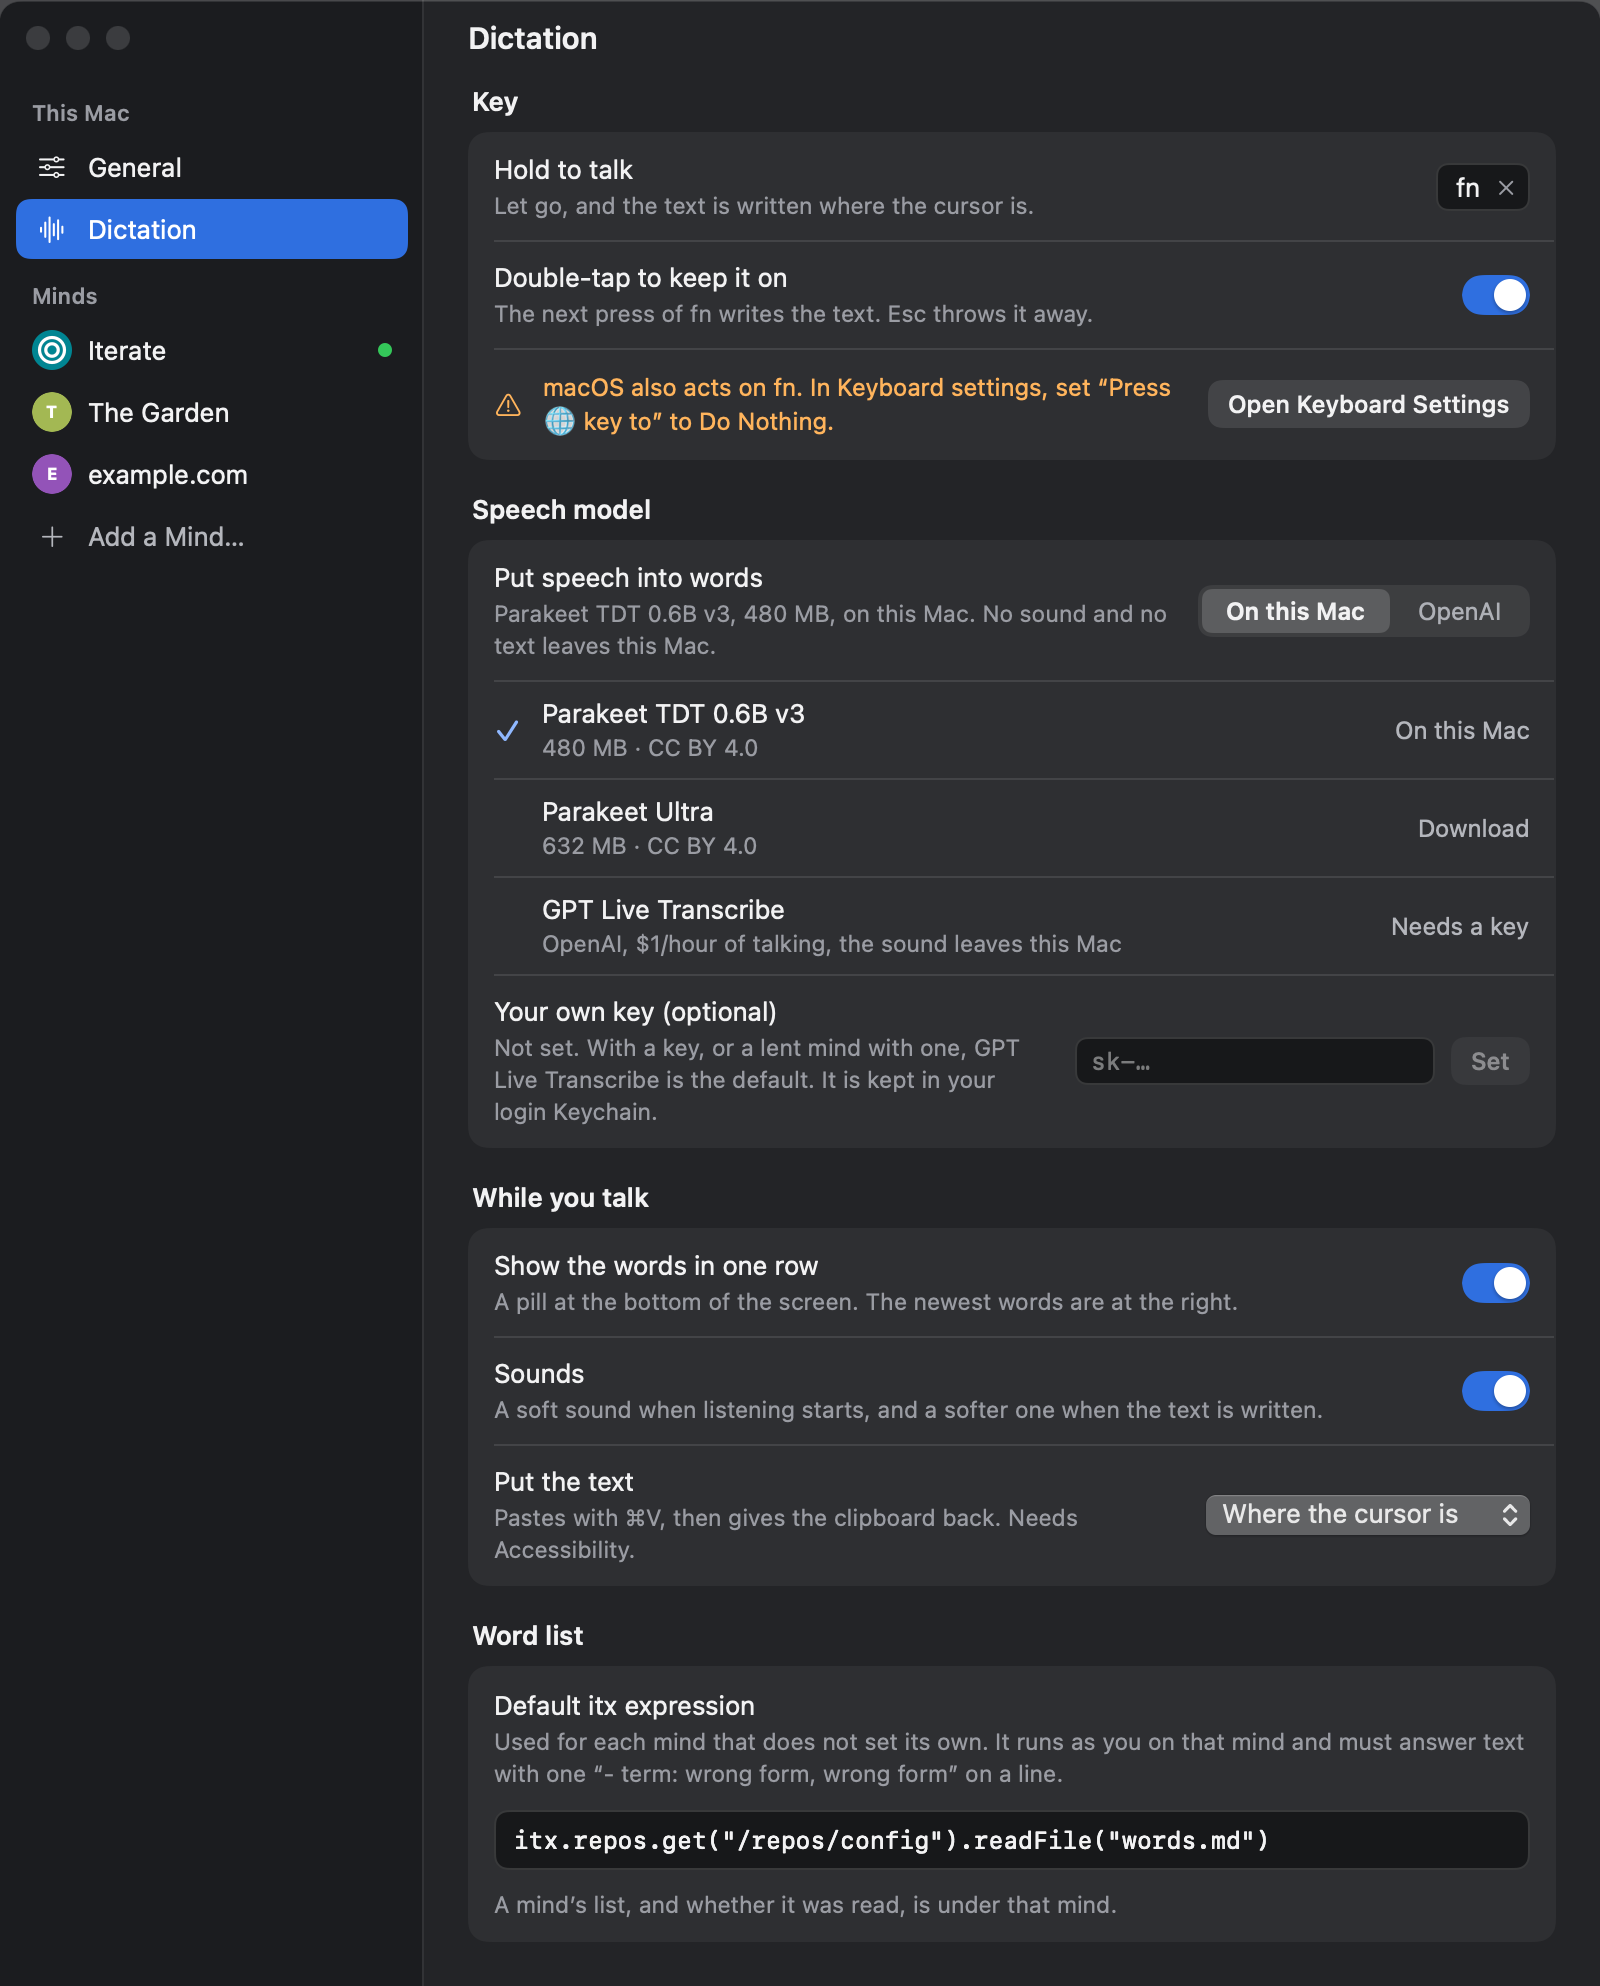 Dictation
This Mac
General
Dictation
Minds
Iterate
T The Garden
E example.com
Add a Mind...
Key
Hold to talk
Let go, and the text is written where the cursor is.
fn ×
Double-tap to keep it on
The next press of fn writes the text. Esc throws it away.
macOS also acts on fn. In Keyboard settings, set “Press
🌐 key to” to Do Nothing.
Open Keyboard Settings
Speech model
Put speech into words
Parakeet TDT 0.6B v3, 480 MB, on this Mac. No sound and no
text leaves this Mac.
On this Mac OpenAI
Parakeet TDT 0.6B v3
480 MB · CC BY 4.0
On this Mac
Parakeet Ultra
632 MB · CC BY 4.0
Download
GPT Live Transcribe
OpenAI, $1/hour of talking, the sound leaves this Mac
Needs a key
Your own key (optional)
Not set. With a key, or a lent mind with one, GPT
Live Transcribe is the default. It is kept in your
login Keychain.
sk-…
Set
While you talk
Show the words in one row
A pill at the bottom of the screen. The newest words are at the right.
Sounds
A soft sound when listening starts, and a softer one when the text is written.
Put the text
Pastes with ⌘V, then gives the clipboard back. Needs
Accessibility.
Where the cursor is
Word list
Default itx expression
Used for each mind that does not set its own. It runs as you on that mind and must answer text
with one “- term: wrong form, wrong form” on a line.
itx.repos.get("/repos/config").readFile("words.md")
A mind’s list, and whether it was read, is under that mind.